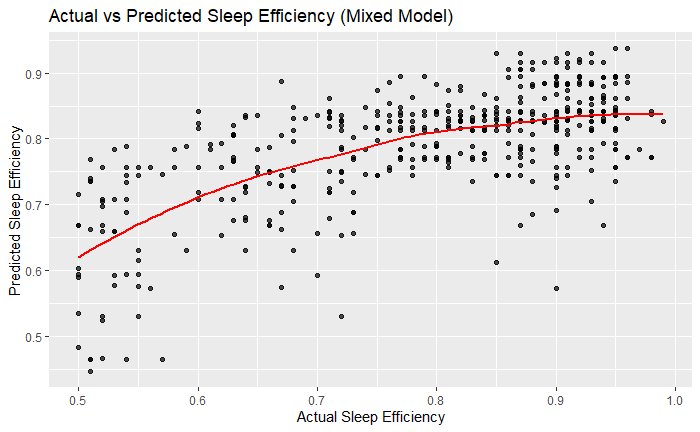 Actual vs Predicted Sleep Efficiency (Mixed Model)
Predicted Sleep Efficiency
0.9
0.8
0.7
0.6
0.5
0.5 0.6 0.7 0.8 0.9 1.0
Actual Sleep Efficiency